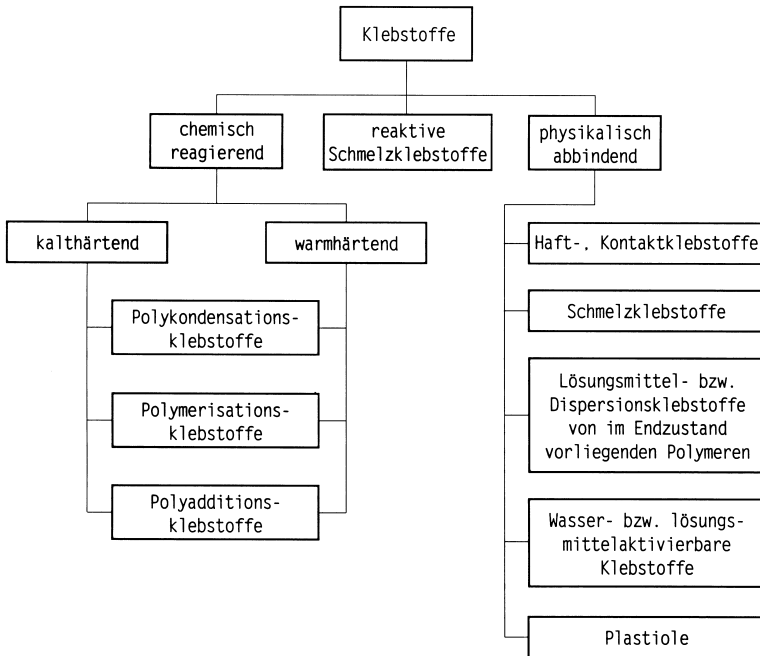 Klebstoffe
chemisch
reagierend
reaktive
Schmelzklebstoffe
physikalisch
abbindend
kalthärtend
warmhärtend
Polykondensations-
klebstoffe
Polymerisations-
klebstoffe
Polyadditions-
klebstoffe
Haft-. Kontaktklebstoffe
Schmelzklebstoffe
Lösungsmittel- bzw.
Dispersionsklebstoffe
von im Endzustand
vorliegenden Polymeren
Wasser- bzw. lösungs-
mittelaktivierbare
Klebstoffe
Plastiole